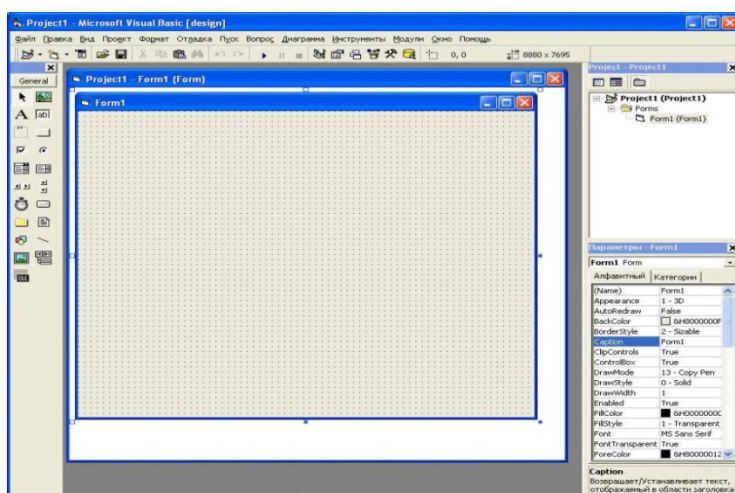 Project1 - Microsoft Visual Basic [design]
Файл Правка Вид Проект Формат Отладка Пуск Вопрос Диаграмма Инструменты Модули Окно Помощь
0, 0 8880 x 7695
General
Project1 - Form1 (Form)
Form1
Project - Project1
Project1 (Project1)
Forms
Form1 (Form1)
Параметры - Form1
Form1 Form
Алфавитный Категории
(Name) Form1
Appearance 1 - 3D
AutoRedraw False
BackColor &H8000000F
BorderStyle 2 - Sizable
Caption Form1
ClipControls True
ControlBox True
DrawMode 13 - Copy Pen
DrawStyle 0 - Solid
DrawWidth 1
Enabled True
FillColor &H0000000C
FillStyle 1 - Transparent
Font MS Sans Serif
FontTransparent True
ForeColor &H80000012
Caption
Возвращает/Устанавливает текст,
отображаемый в области заголовка